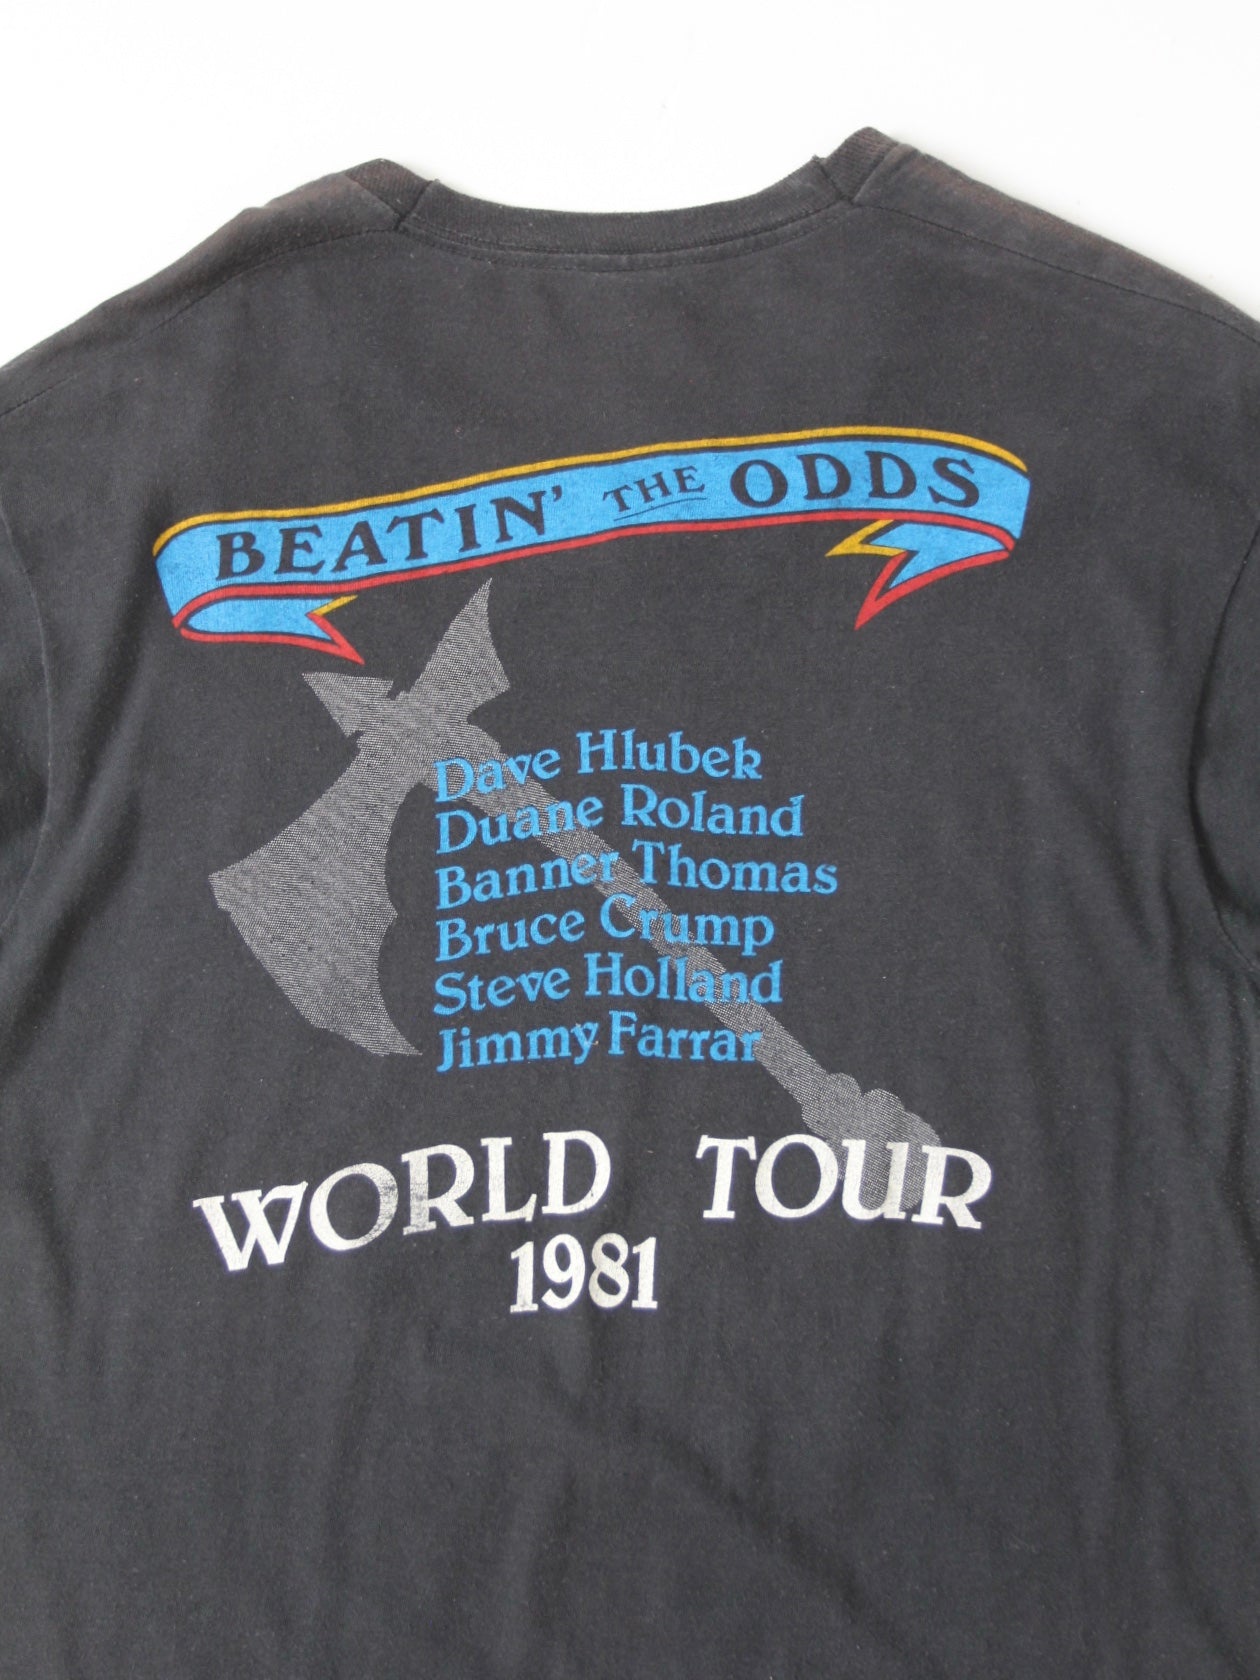 BEATIN' THE ODDS
Dave Hlubek
Duane Roland
Banner Thomas
Bruce Crump
Steve Holland
Jimmy Farrar
WORLD TOUR
1981